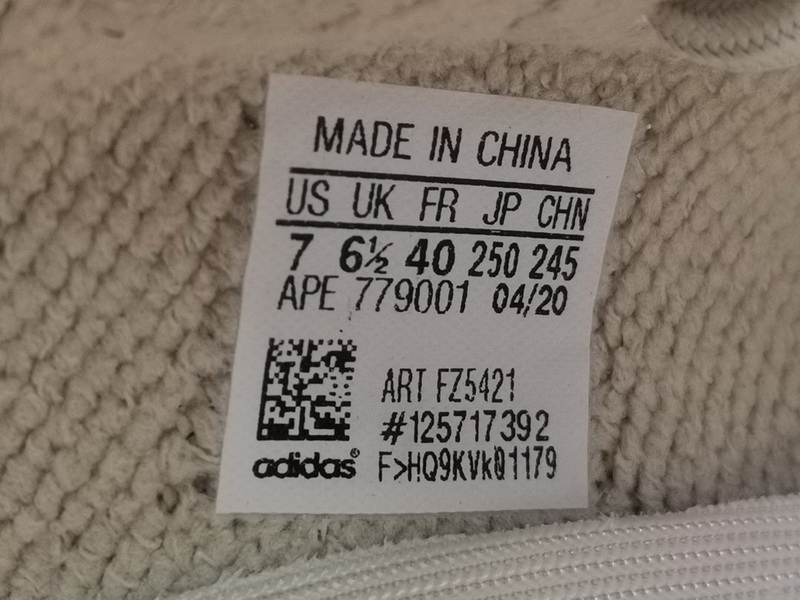 MADE IN CHINA
US UK FR JP CHN
7 6½ 40 250 245
APE 779001 04/20
ART FZ5421
#125717392
adidas® F>HQ9KVk01179